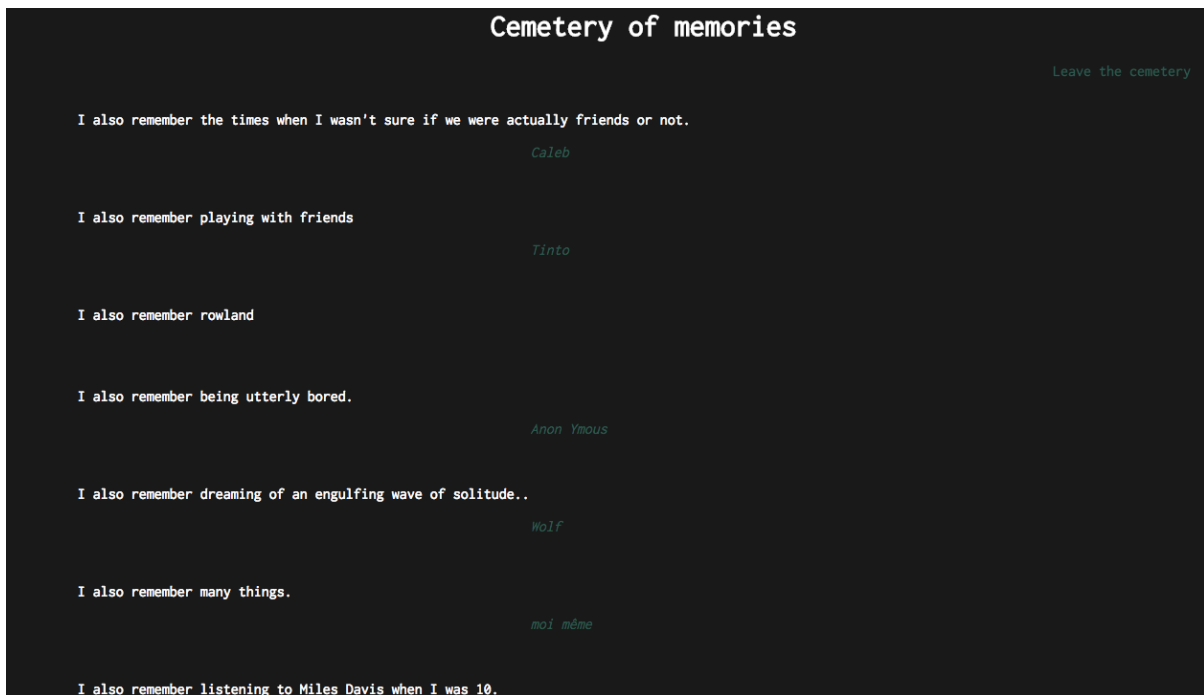 Cemetery of memories
Leave the cemetery
I also remember the times when I wasn't sure if we were actually friends or not.
Caleb
I also remember playing with friends
Tinto
I also remember rowland
I also remember being utterly bored.
Anon Ymous
I also remember dreaming of an engulfing wave of solitude..
Wolf
I also remember many things.
moi même
I also remember listening to Miles Davis when I was 10.